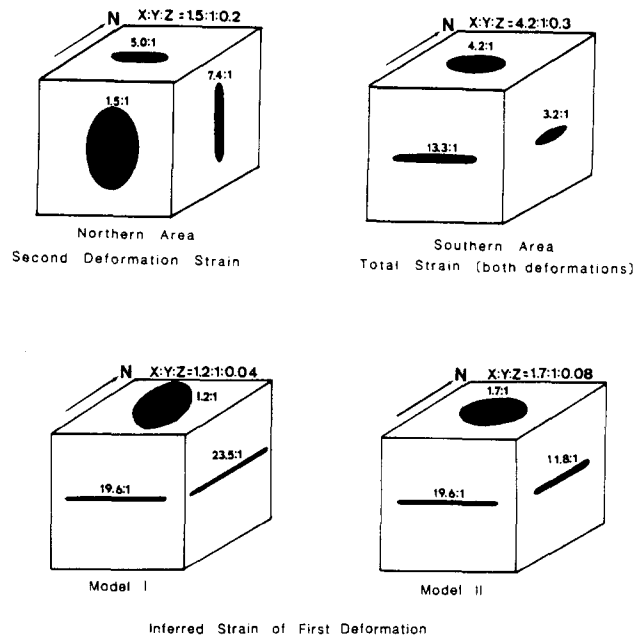 N X:Y:Z = 1.5:1:0.2
5.0:1
7.4:1
1.5:1
Northern Area
Second Deformation Strain
N X:Y:Z=4.2:1:0.3
4.2:1
3.2:1
13.3:1
Southern Area
Total Strain (both deformations)
N X:Y:Z=1.2:1:0.04
1.2:1
23.5:1
19.6:1
Model I
N X:Y:Z=1.7:1:0.08
1.7:1
11.8:1
19.6:1
Model II
Inferred Strain of First Deformation